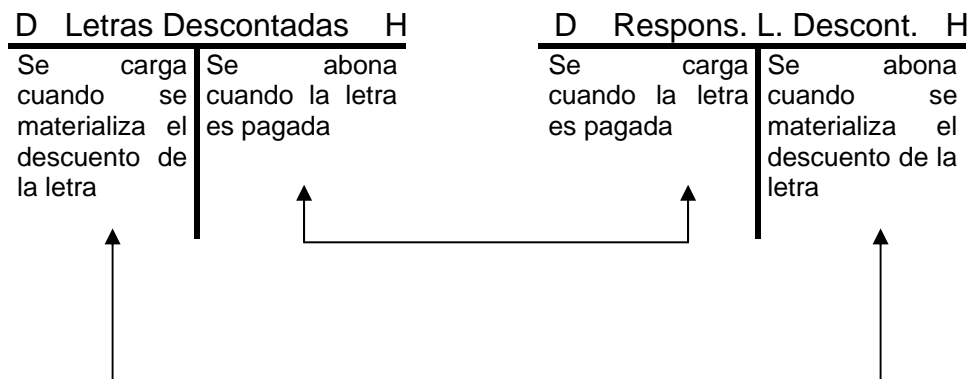 D Letras Descontadas H
Se carga
cuando se
materializa el
descuento de
la letra
Se abona
cuando la letra
es pagada
D Respons. L. Descont. H
Se carga
cuando la letra
es pagada
Se abona
cuando se
materializa el
descuento de la
letra